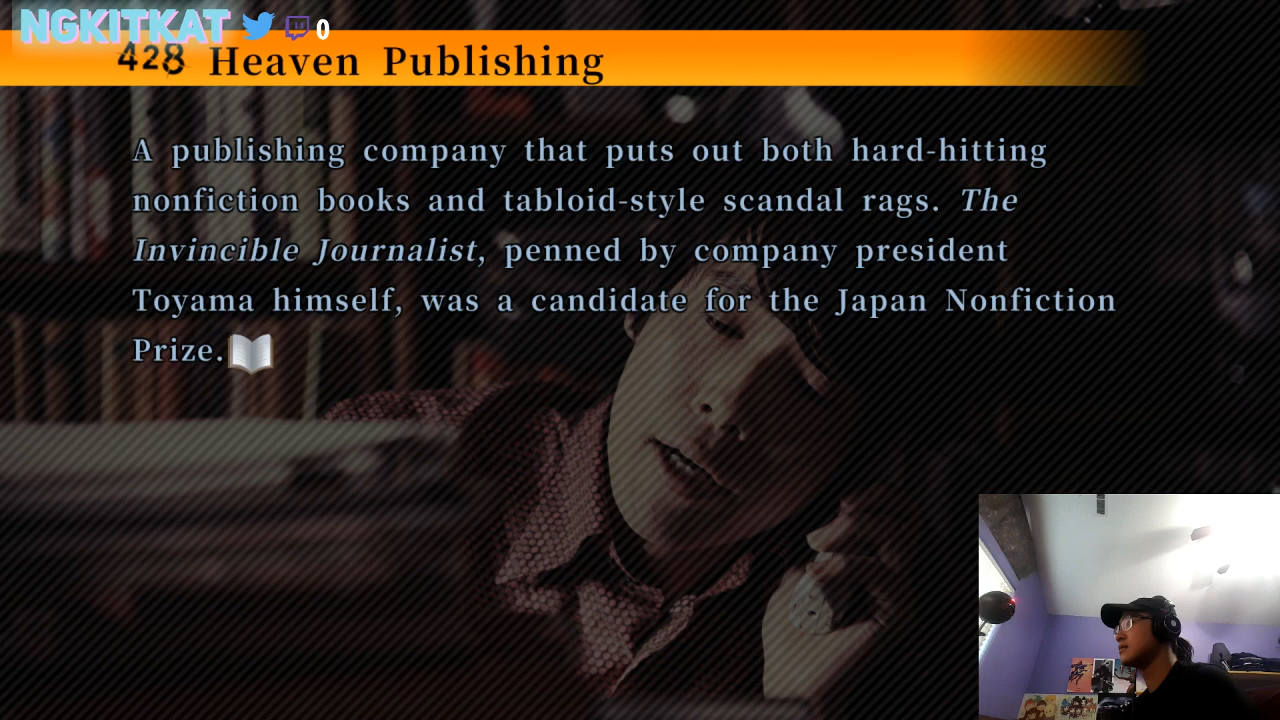 NGKITKAT 0
428 Heaven Publishing
A publishing company that puts out both hard-hitting
nonfiction books and tabloid-style scandal rags. The
Invincible Journalist, penned by company president
Toyama himself, was a candidate for the Japan Nonfiction
Prize.